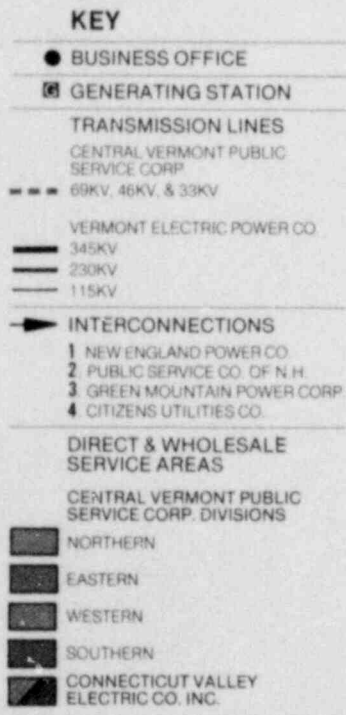 KEY
BUSINESS OFFICE
G GENERATING STATION
TRANSMISSION LINES
CENTRAL VERMONT PUBLIC
SERVICE CORP.
69KV, 46KV, & 33KV
VERMONT ELECTRIC POWER CO.
345KV
230KV
115KV
INTERCONNECTIONS
1 NEW ENGLAND POWER CO.
2 PUBLIC SERVICE CO. OF N.H.
3 GREEN MOUNTAIN POWER CORP.
4 CITIZENS UTILITIES CO.
DIRECT & WHOLESALE
SERVICE AREAS
CENTRAL VERMONT PUBLIC
SERVICE CORP. DIVISIONS
NORTHERN
EASTERN
WESTERN
SOUTHERN
CONNECTICUT VALLEY
ELECTRIC CO. INC.